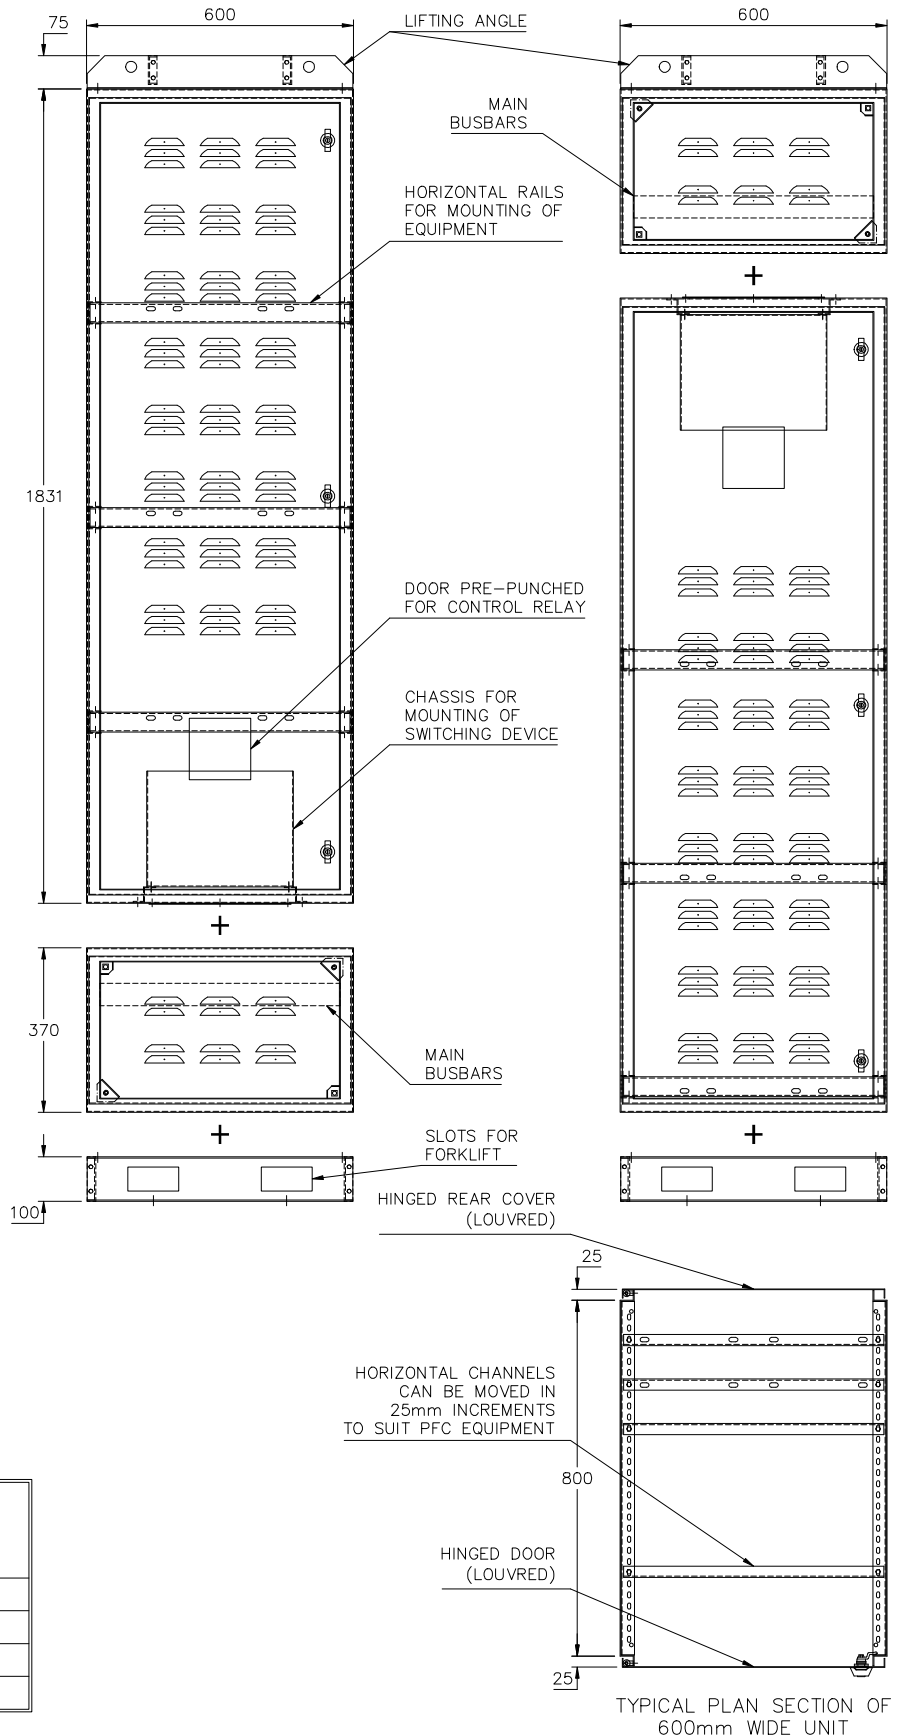 600
75
LIFTING ANGLE
600
MAIN
BUSBARS
HORIZONTAL RAILS
FOR MOUNTING OF
EQUIPMENT
+
1831
DOOR PRE-PUNCHED
FOR CONTROL RELAY
CHASSIS FOR
MOUNTING OF
SWITCHING DEVICE
+
370
MAIN
BUSBARS
+
+
SLOTS FOR
FORKLIFT
100
HINGED REAR COVER
(LOUVRED)
25
HORIZONTAL CHANNELS
CAN BE MOVED IN
25mm INCREMENTS
TO SUIT PFC EQUIPMENT
800
HINGED DOOR
(LOUVRED)
25
TYPICAL PLAN SECTION OF
600mm WIDE UNIT